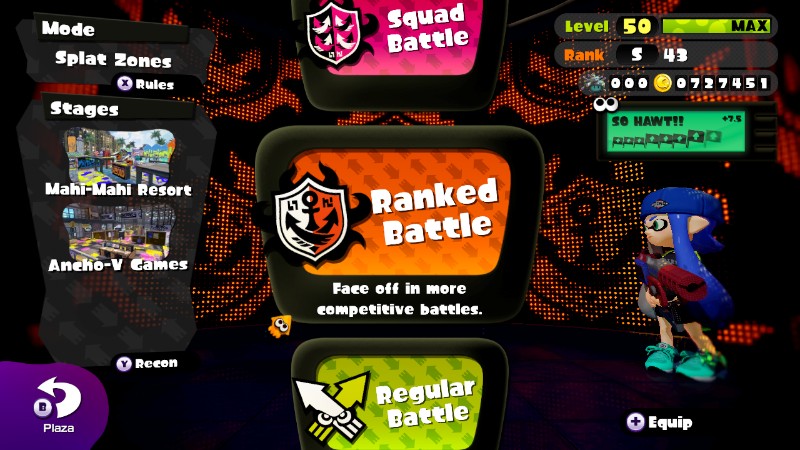 Mode
Splat Zones
X Rules
Stages
Mahi-Mahi Resort
Ancho-V Games
Y Recon
B
Plaza
Squad
Battle
Ranked
Battle
Face off in more
competitive battles.
Regular
Battle
Level 50 MAX
Rank S 43
000 0727451
SO HAWT!! +7.5
+ Equip